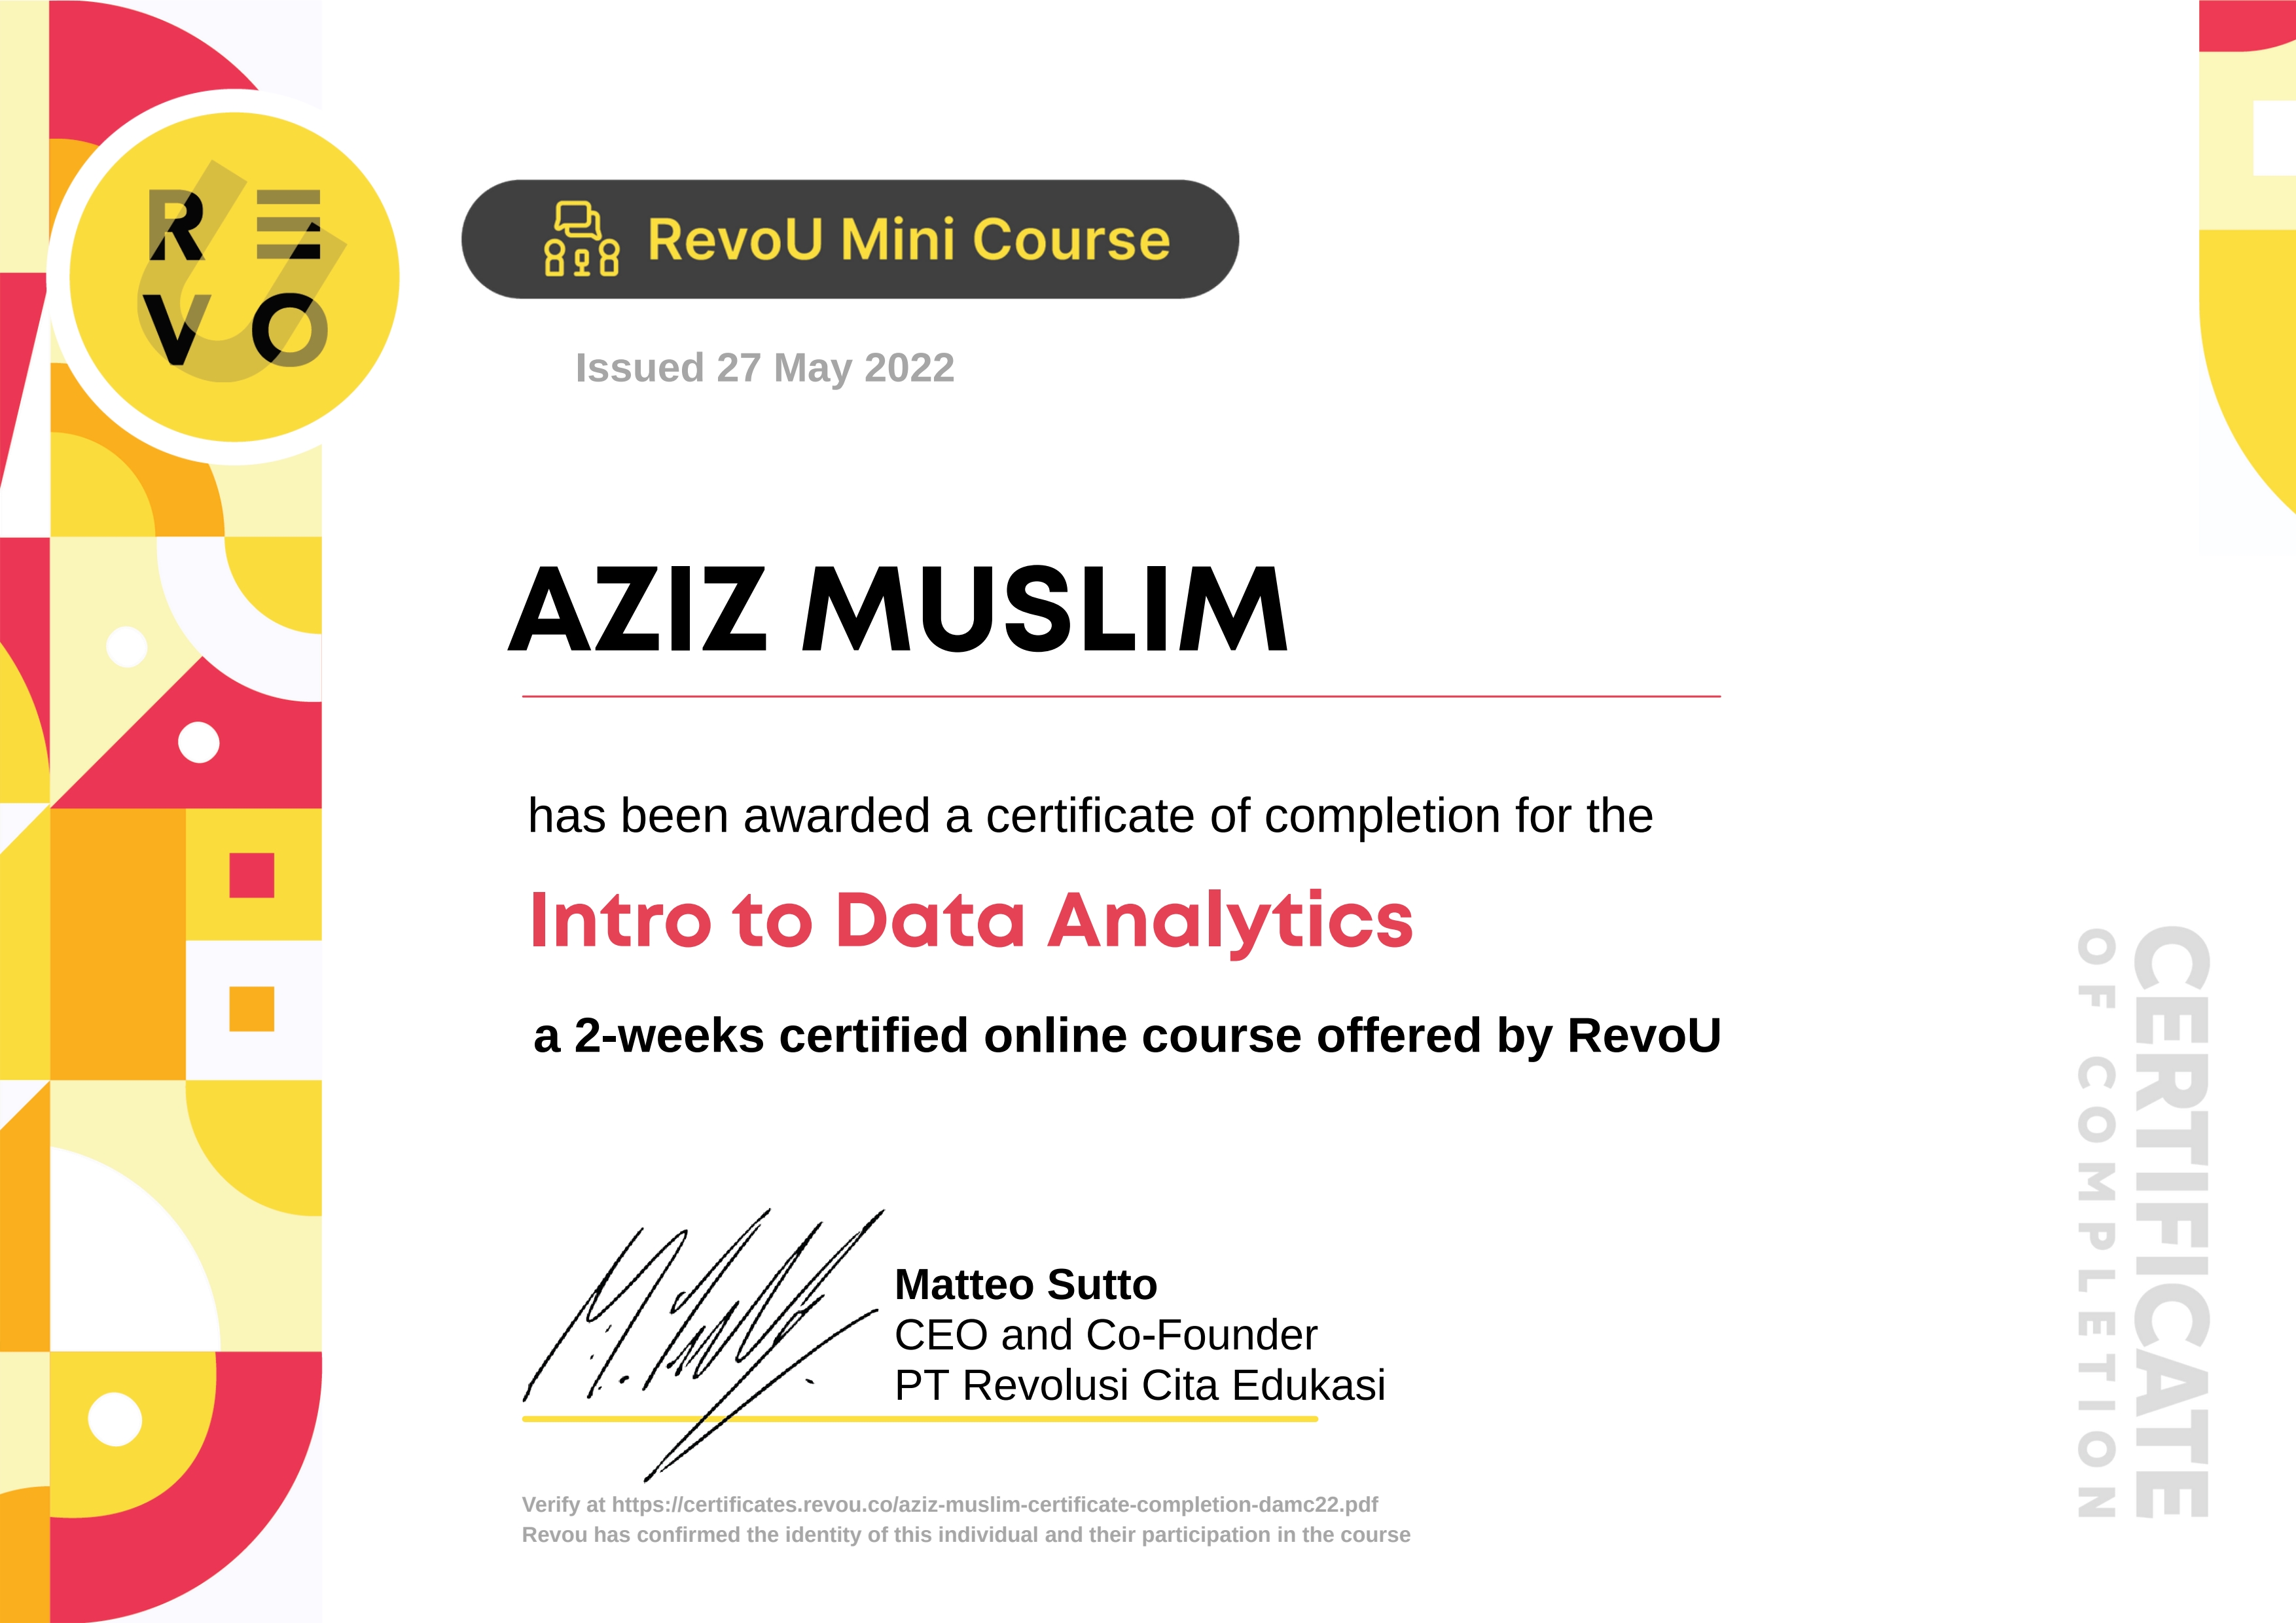 RE
VO
U
RevoU Mini Course
Issued 27 May 2022
AZIZ MUSLIM
has been awarded a certificate of completion for the
Intro to Data Analytics
a 2-weeks certified online course offered by RevoU
Matteo Sutto
CEO and Co-Founder
PT Revolusi Cita Edukasi
Verify at https://certificates.revou.co/aziz-muslim-certificate-completion-damc22.pdf
Revou has confirmed the identity of this individual and their participation in the course
CERTIFICATE
OF COMPLETION